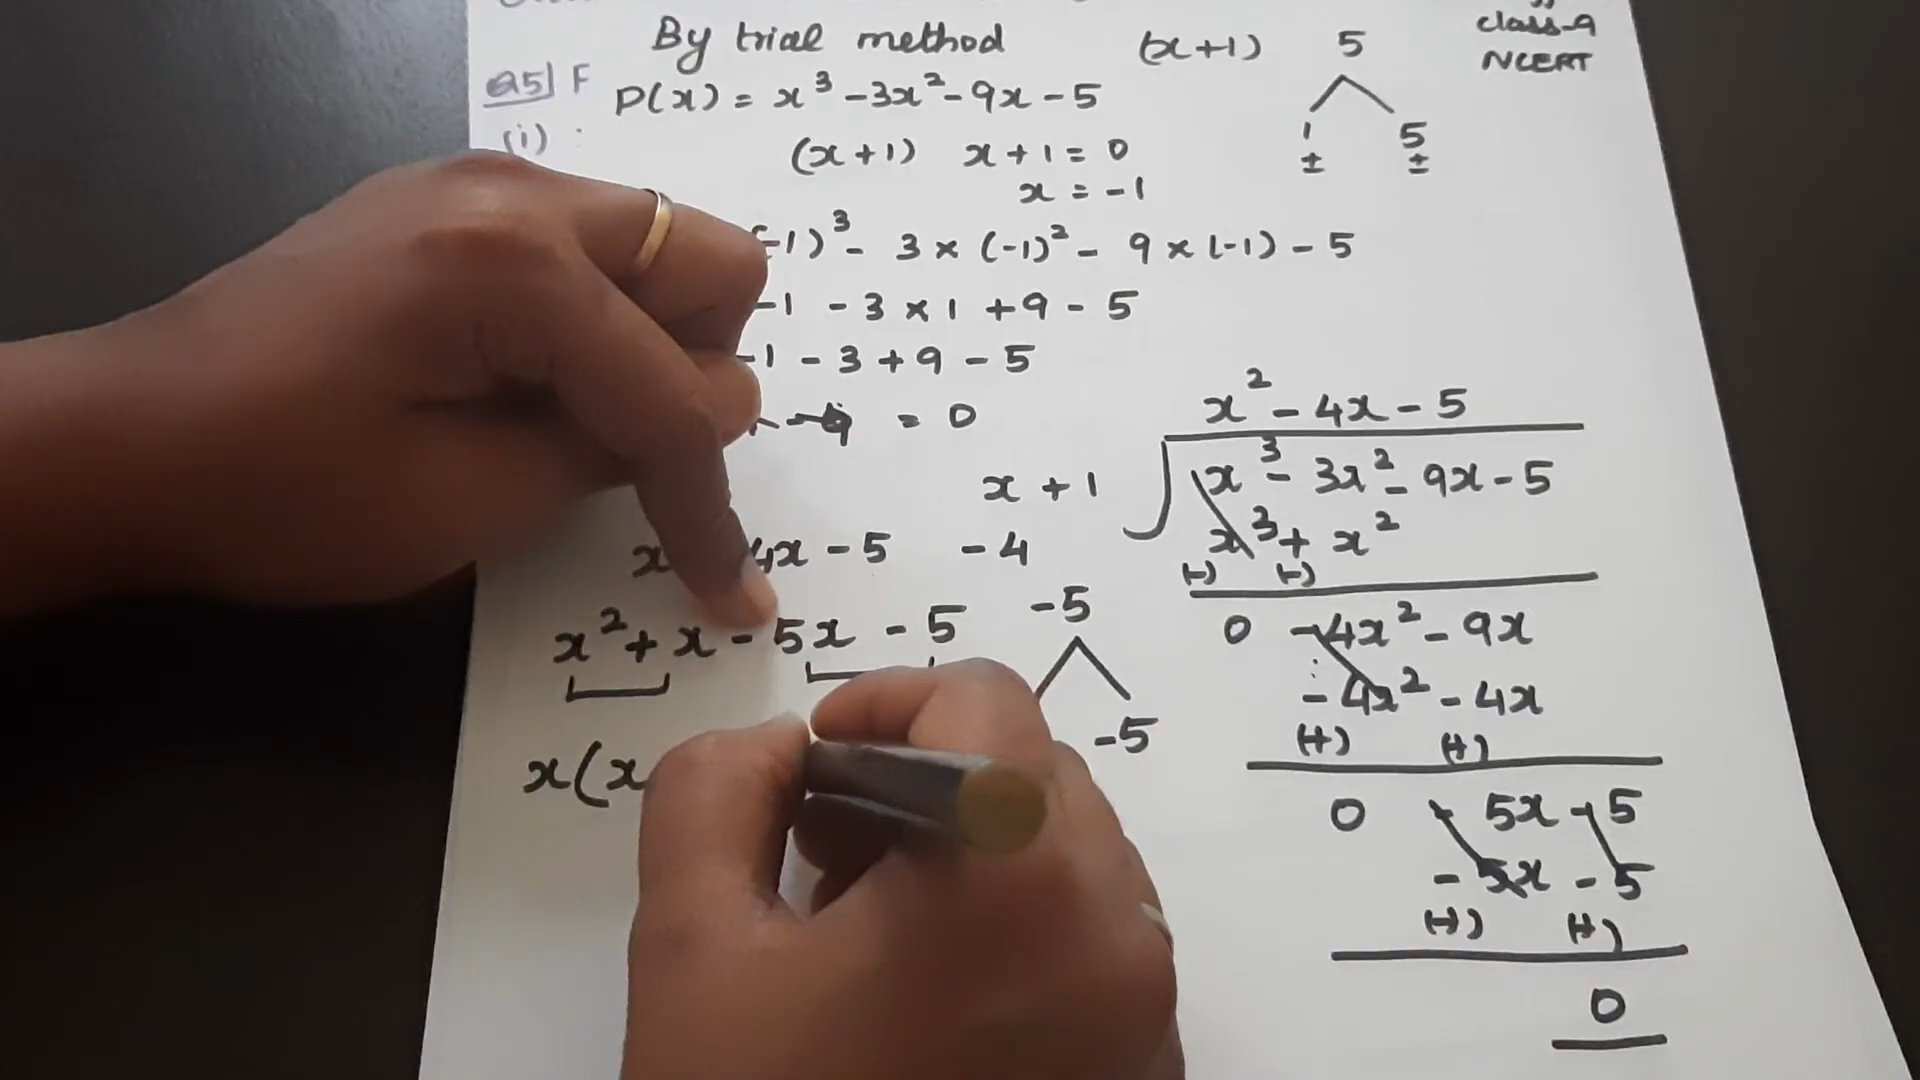 By trial method
(x+1)
5
class-9
NCERT
Q5) F
P(x) = x³ -3x² -9x -5
1 5
± ±
(i) :
(x+1) x+1 = 0
x = -1
(-1)³ - 3 × (-1)² - 9 × (-1) - 5
-1 - 3 × 1 + 9 - 5
-1 - 3 + 9 - 5
= 0
x² - 4x - 5
x + 1
x³ - 3x² - 9x - 5
x³ + x²
(-) (-)
x 4x - 5 - 4
0 - 4x² - 9x
- 4x² - 4x
(+) (+)
0 - 5x - 5
- 5x - 5
(+) (+)
0
x² + x - 5x - 5
-5
-5
x(x